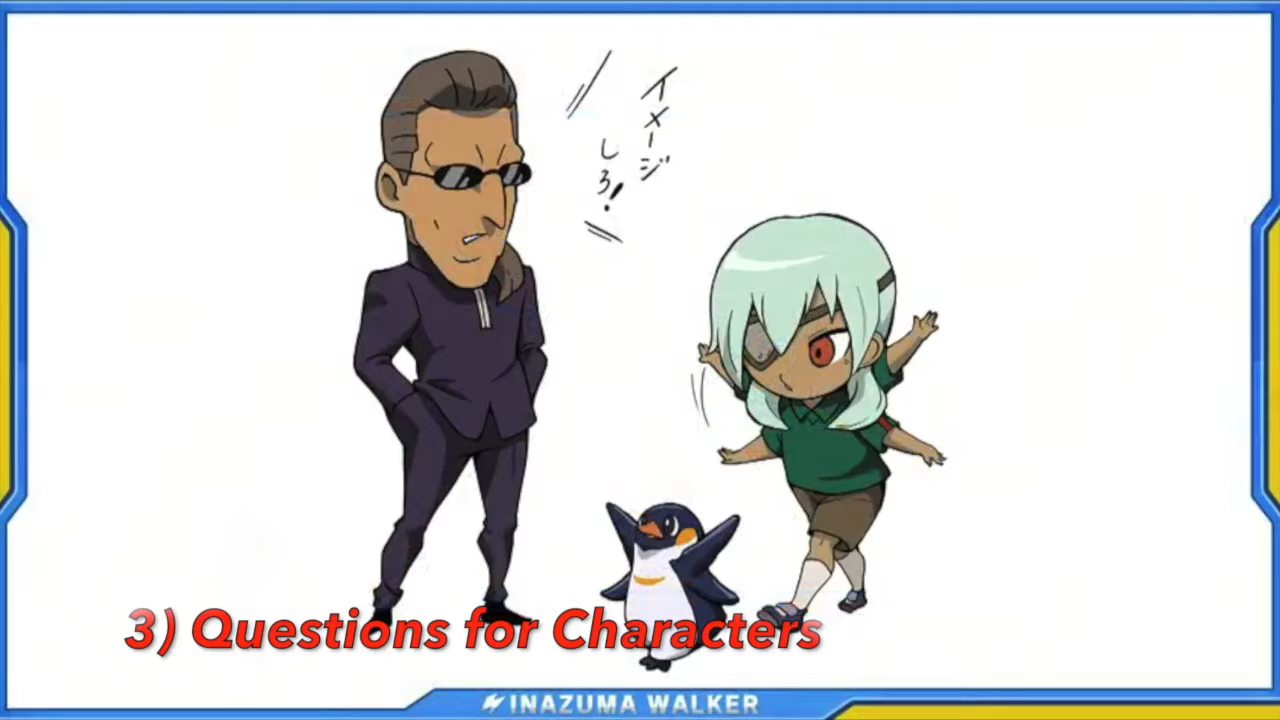 イメージ
しろ!
3) Questions for Characters
INAZUMA WALKER